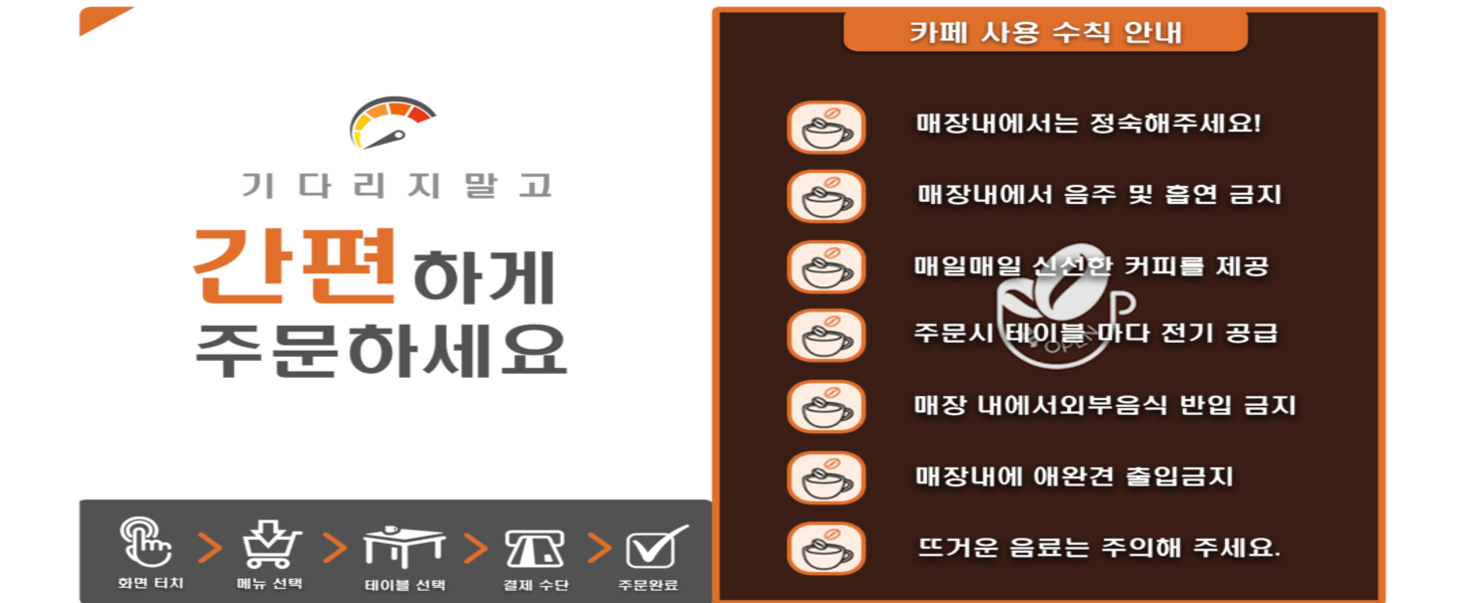 기다리지말고
간편하게
주문하세요
화면 터치
메뉴 선택
테이블 선택
결제 수단
주문완료
카페 사용 수칙 안내
매장내에서는 정숙해주세요!
매장내에서 음주 및 흡연 금지
매일매일 신선한 커피를 제공
주문시 테이블 마다 전기 공급
OPEN
매장 내에서외부음식 반입 금지
매장내에 애완견 출입금지
뜨거운 음료는 주의해 주세요.